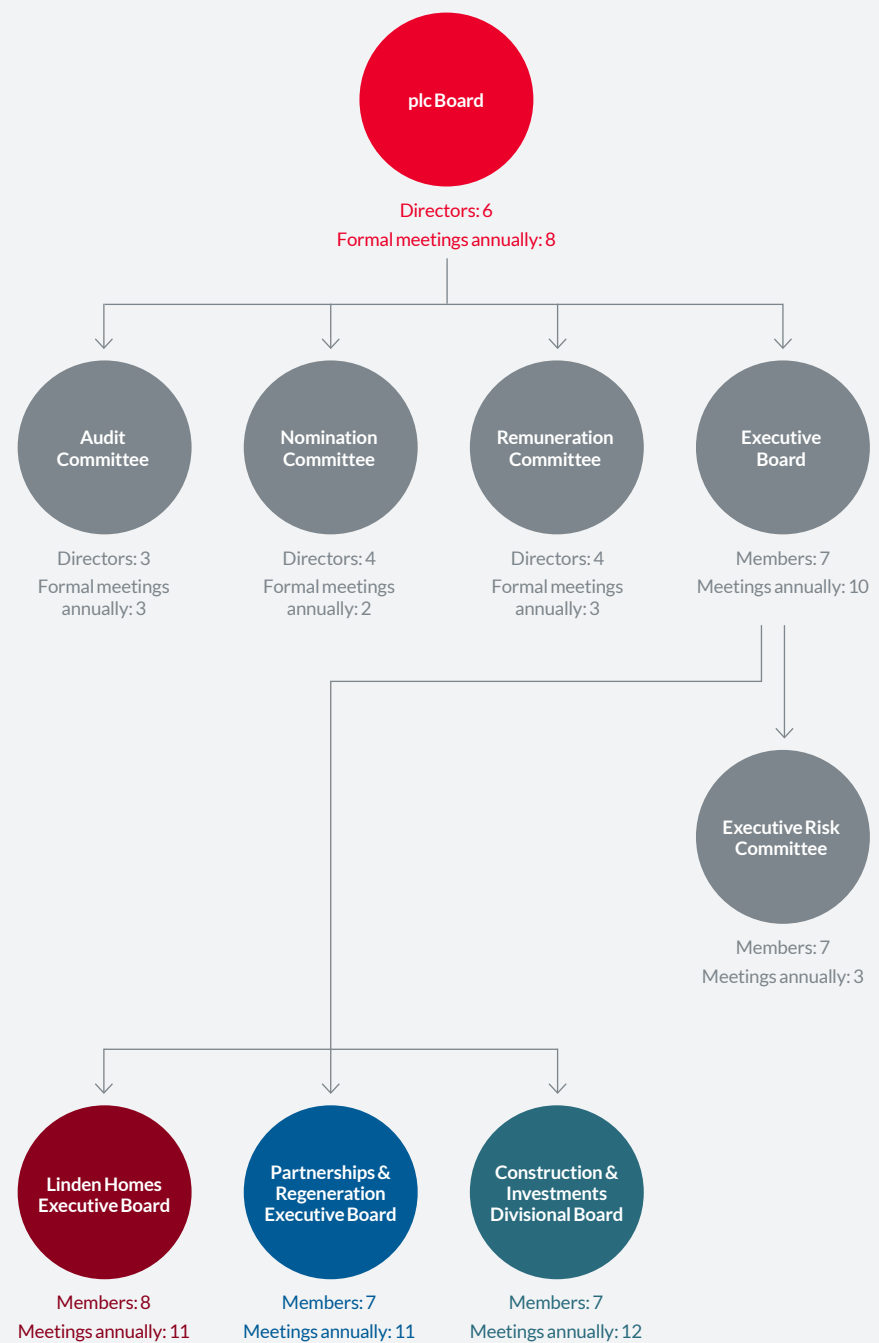 plc Board
Directors: 6
Formal meetings annually: 8
Audit
Committee
Directors: 3
Formal meetings
annually: 3
Nomination
Committee
Directors: 4
Formal meetings
annually: 2
Remuneration
Committee
Directors: 4
Formal meetings
annually: 3
Executive
Board
Members: 7
Meetings annually: 10
Executive Risk
Committee
Members: 7
Meetings annually: 3
Linden Homes
Executive Board
Members: 8
Meetings annually: 11
Partnerships &
Regeneration
Executive Board
Members: 7
Meetings annually: 11
Construction &
Investments
Divisional Board
Members: 7
Meetings annually: 12